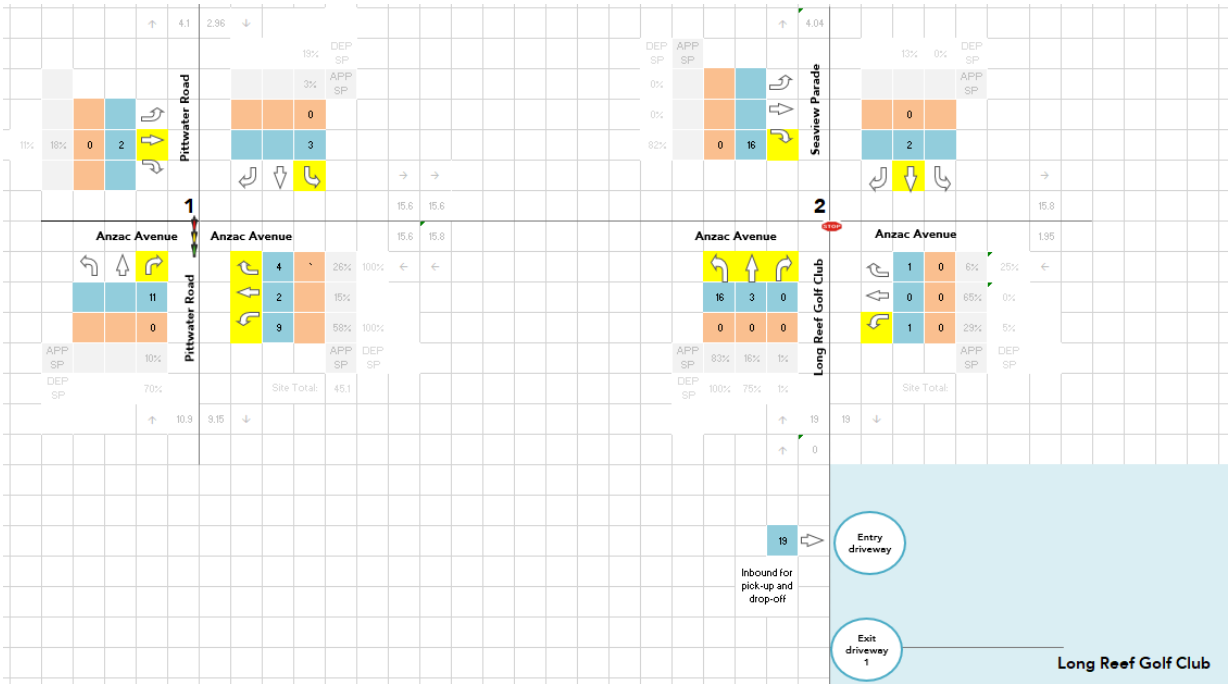 4.1 2.96
4.04
19%
DEP SP
3%
APP SP
DEP SP
APP SP
0%
0%
82%
13% 0%
DEP SP
APP SP
Pittwater Road
Seaview Parade
0
3
11% 18% 0 2
0 16
0
2
1
2
15.6 15.6
15.8
Anzac Avenue
Anzac Avenue
15.6 15.8
Anzac Avenue
STOP
Anzac Avenue
1.95
11
0
Pittwater Road
4 ` 26% 100%
2 15%
9 58% 100%
16 3 0
0 0 0
Long Reef Golf Club
1 0 6% 25%
0 0 65% 0%
1 0 29% 5%
APP SP
10%
APP SP
DEP SP
APP SP
83% 16% 1%
APP SP
DEP SP
DEP SP
70%
Site Total: 45.1
DEP SP
100% 75% 1%
Site Total:
10.9 9.15
19 19
0
19
Entry
driveway
Inbound for
pick-up and
drop-off
Exit
driveway
1
Long Reef Golf Club